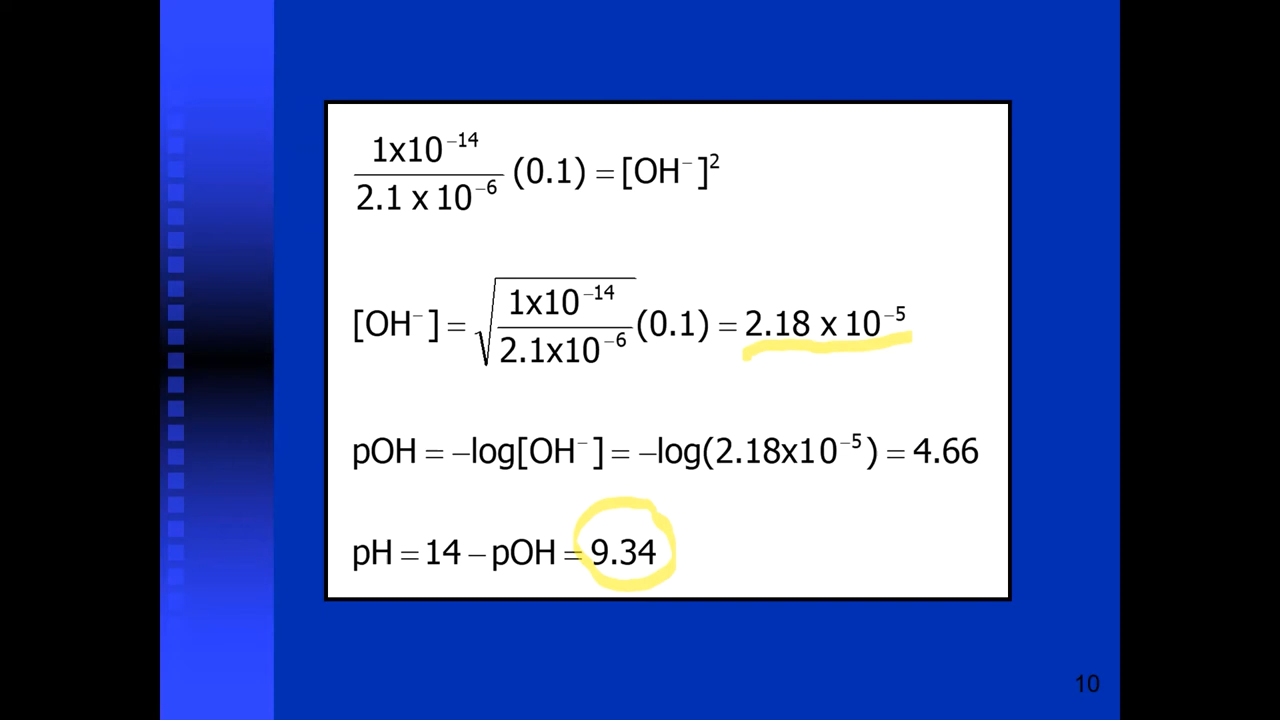 1x10⁻¹⁴ / 2.1 x 10⁻⁶ (0.1) = [OH⁻]²
[OH⁻] = √(1x10⁻¹⁴ / 2.1x10⁻⁶) (0.1) = 2.18 x 10⁻⁵
pOH = −log[OH⁻] = −log(2.18x10⁻⁵) = 4.66
pH = 14 − pOH = 9.34
10